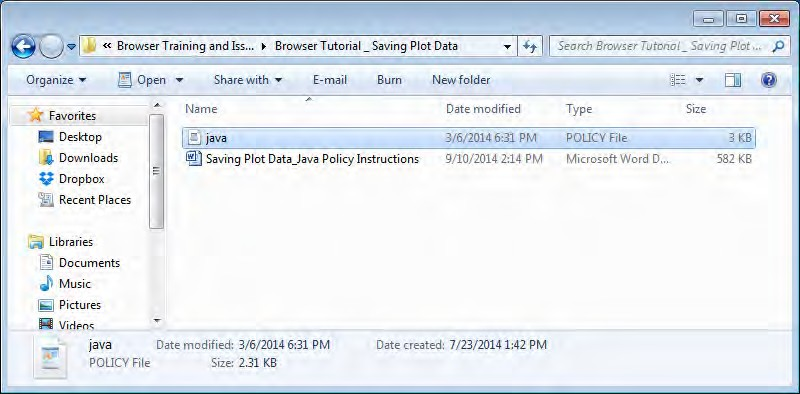 « Browser Training and Iss... Browser Tutorial _ Saving Plot Data Search Browser Tutorial _ Saving Plot ...
Organize Open Share with E-mail Burn New folder
Favorites Name Date modified Type Size
Desktop java 3/6/2014 6:31 PM POLICY File 3 KB
Downloads Saving Plot Data_Java Policy Instructions 9/10/2014 2:14 PM Microsoft Word D... 582 KB
Dropbox
Recent Places
Libraries
Documents
Music
Pictures
Videos
java Date modified: 3/6/2014 6:31 PM Date created: 7/23/2014 1:42 PM
POLICY File Size: 2.31 KB